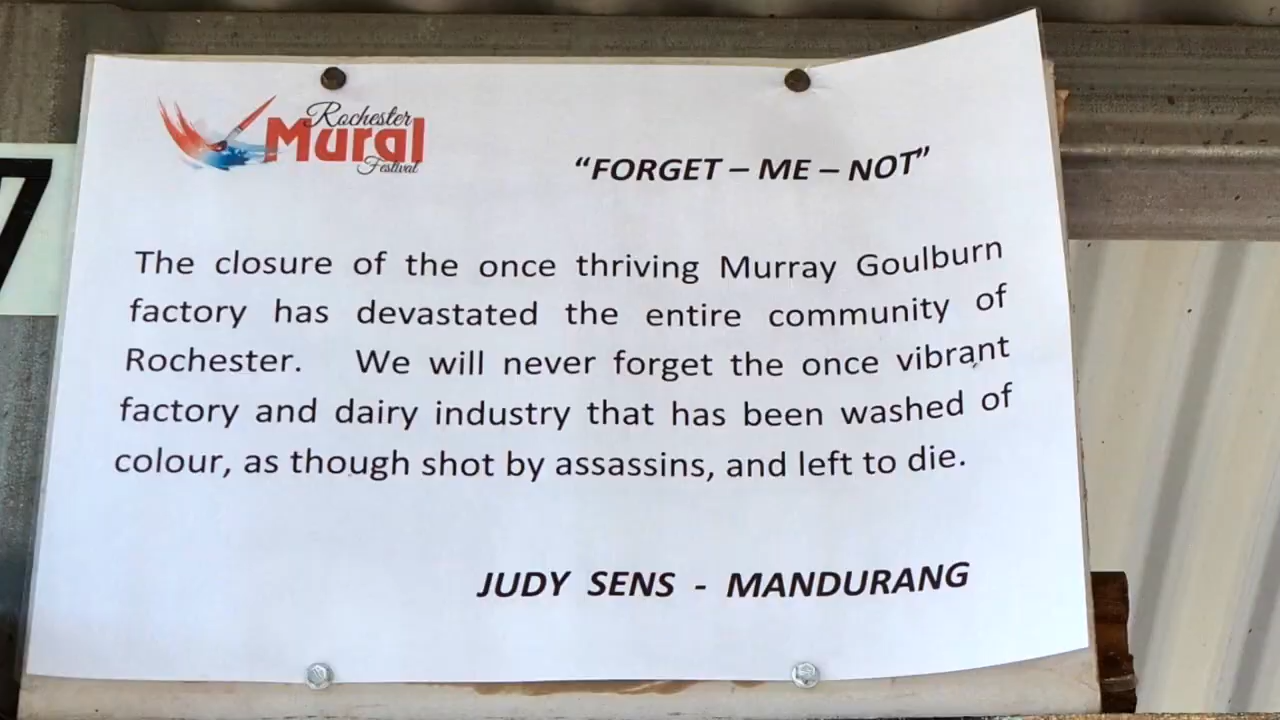 Rochester
Mural
Festival
“FORGET – ME – NOT”
The closure of the once thriving Murray Goulburn
factory has devastated the entire community of
Rochester. We will never forget the once vibrant
factory and dairy industry that has been washed of
colour, as though shot by assassins, and left to die.
JUDY SENS - MANDURANG
7